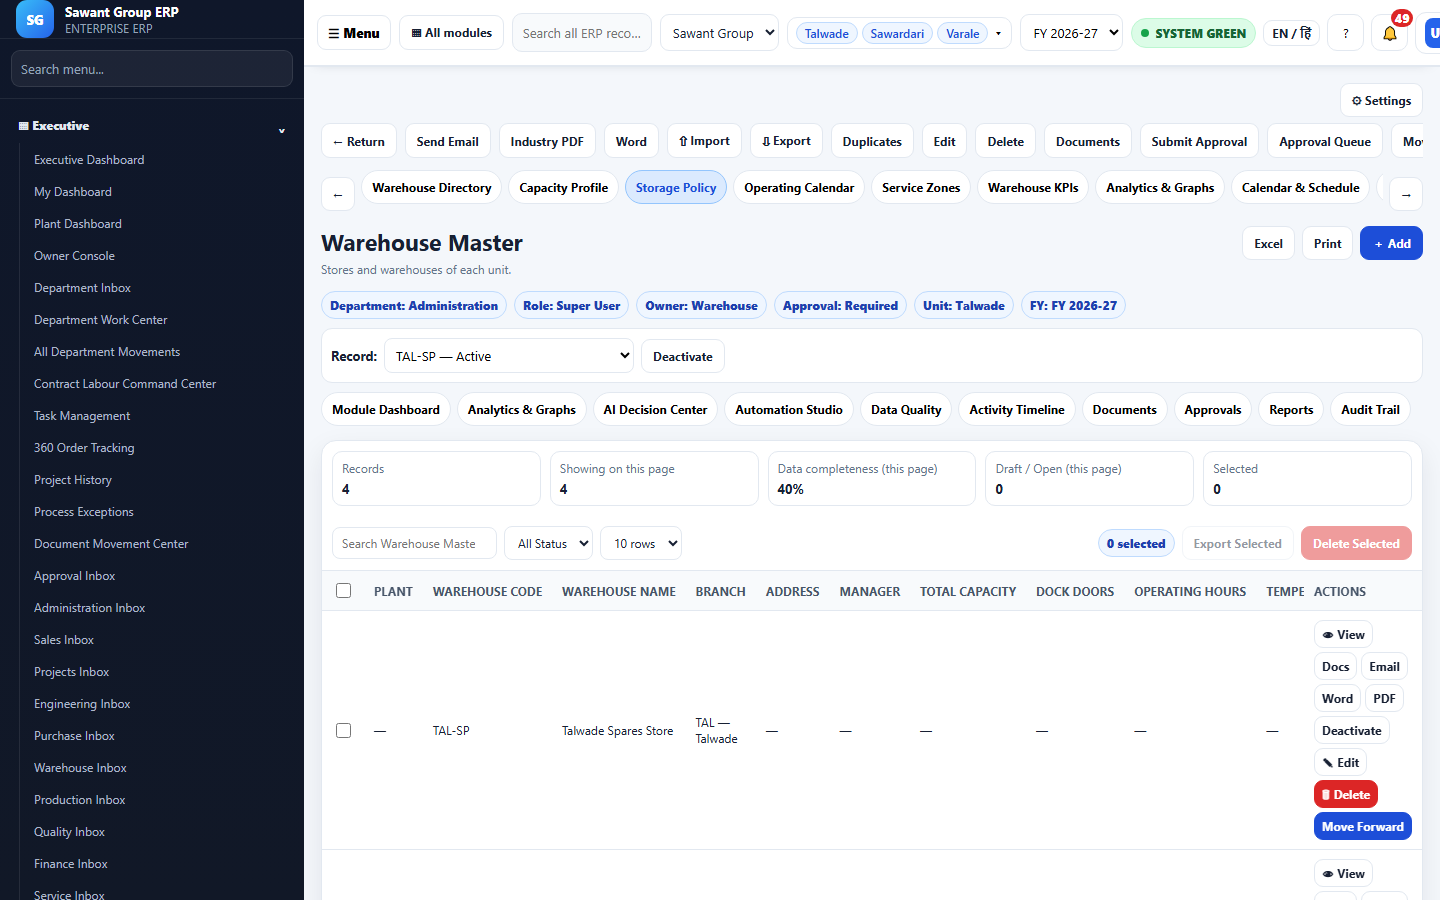 SG
Sawant Group ERP
ENTERPRISE ERP
Search menu...
Executive
Executive Dashboard
My Dashboard
Plant Dashboard
Owner Console
Department Inbox
Department Work Center
All Department Movements
Contract Labour Command Center
Task Management
360 Order Tracking
Project History
Process Exceptions
Document Movement Center
Approval Inbox
Administration Inbox
Sales Inbox
Projects Inbox
Engineering Inbox
Purchase Inbox
Warehouse Inbox
Production Inbox
Quality Inbox
Finance Inbox
Service Inbox
☰ Menu
All modules
Search all ERP reco...
Sawant Group
Talwade Sawardari Varale
FY 2026-27
SYSTEM GREEN
EN / हिं
?
49
U
⚙ Settings
← Return
Send Email
Industry PDF
Word
⇧ Import
⇩ Export
Duplicates
Edit
Delete
Documents
Submit Approval
Approval Queue
Mov
←
Warehouse Directory
Capacity Profile
Storage Policy
Operating Calendar
Service Zones
Warehouse KPIs
Analytics & Graphs
Calendar & Schedule
→
Warehouse Master
Stores and warehouses of each unit.
Excel
Print
+ Add
Department: Administration
Role: Super User
Owner: Warehouse
Approval: Required
Unit: Talwade
FY: FY 2026-27
Record: TAL-SP — Active
Deactivate
Module Dashboard
Analytics & Graphs
AI Decision Center
Automation Studio
Data Quality
Activity Timeline
Documents
Approvals
Reports
Audit Trail
Records
4
Showing on this page
4
Data completeness (this page)
40%
Draft / Open (this page)
0
Selected
0
Search Warehouse Maste
All Status
10 rows
0 selected
Export Selected
Delete Selected
PLANT WAREHOUSE CODE WAREHOUSE NAME BRANCH ADDRESS MANAGER TOTAL CAPACITY DOCK DOORS OPERATING HOURS TEMPE ACTIONS
— TAL-SP Talwade Spares Store TAL — Talwade — — — — — —
View
Docs Email
Word PDF
Deactivate
Edit
Delete
Move Forward
View